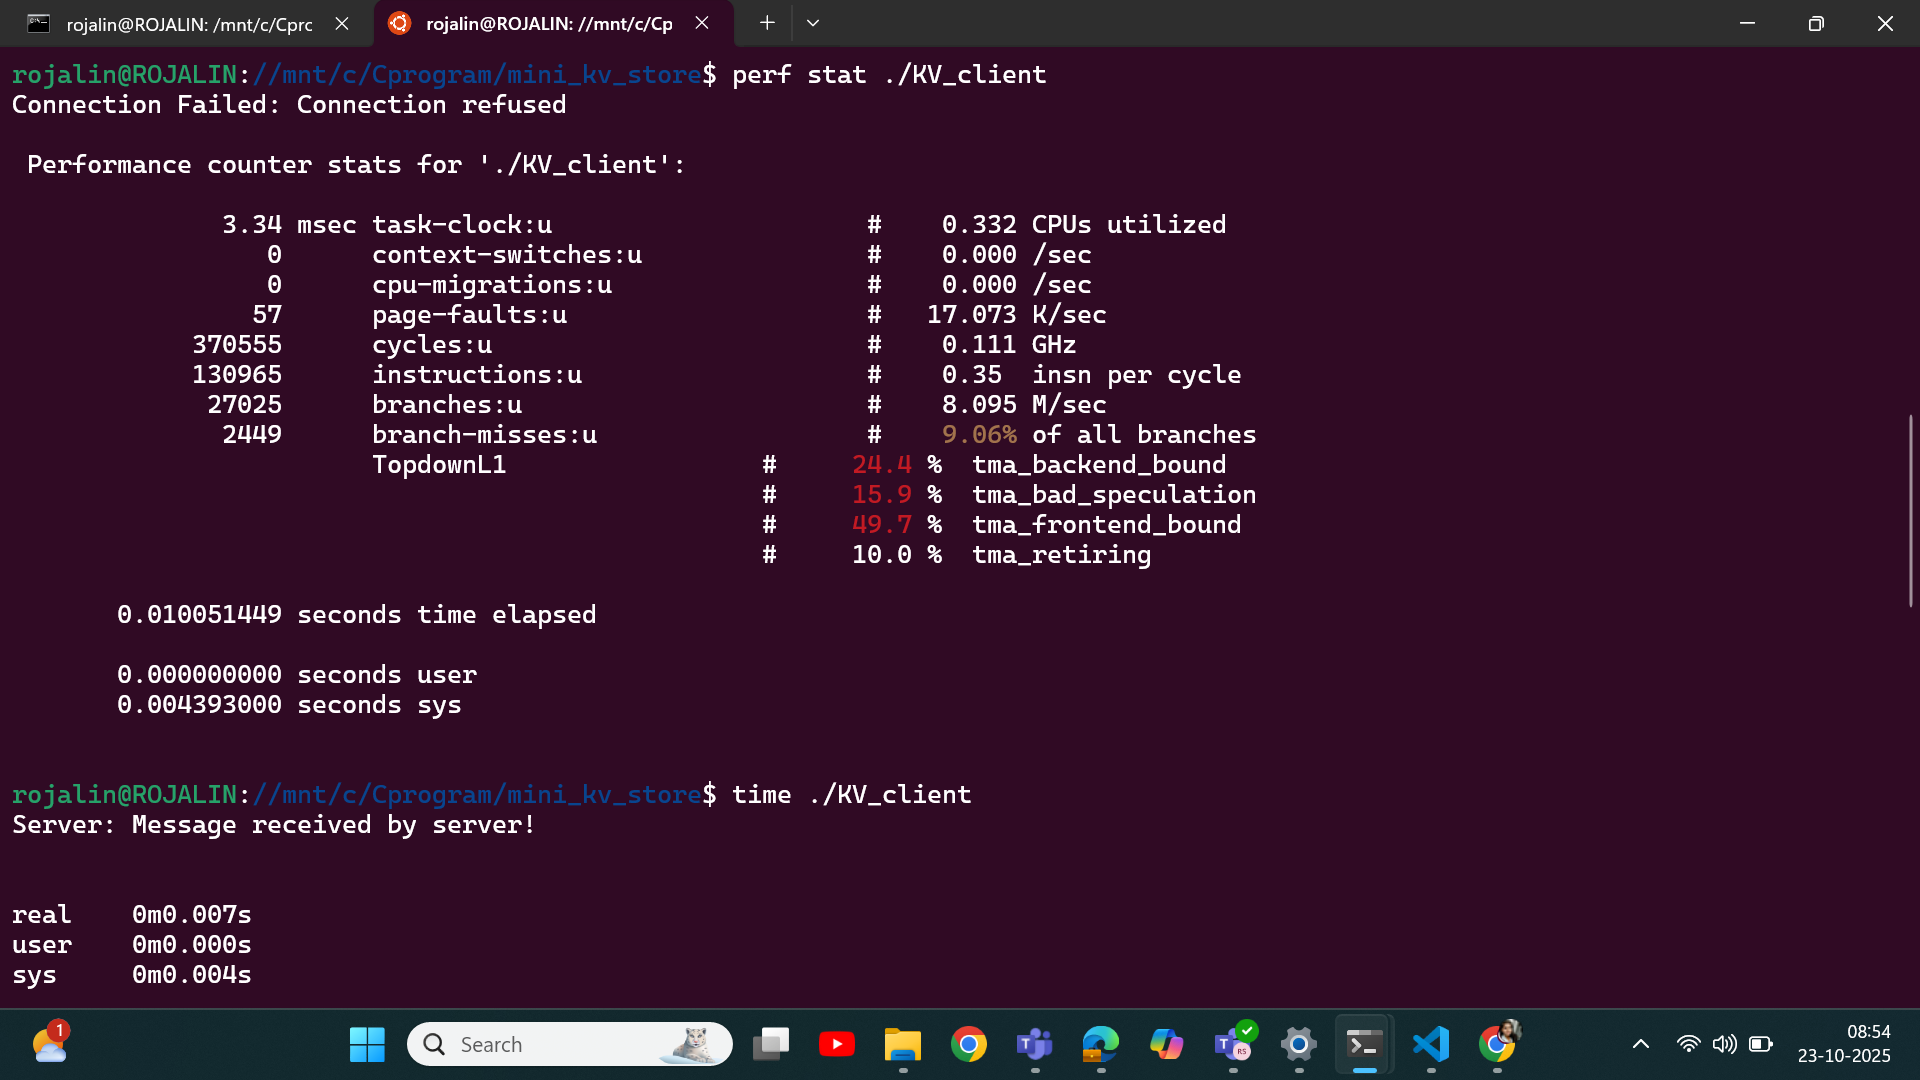 rojalin@ROJALIN: /mnt/c/Cprc
rojalin@ROJALIN: //mnt/c/Cp
rojalin@ROJALIN://mnt/c/Cprogram/mini_kv_store$ perf stat ./KV_client
Connection Failed: Connection refused
Performance counter stats for './KV_client':
3.34 msec task-clock:u # 0.332 CPUs utilized
0 context-switches:u # 0.000 /sec
0 cpu-migrations:u # 0.000 /sec
57 page-faults:u # 17.073 K/sec
370555 cycles:u # 0.111 GHz
130965 instructions:u # 0.35 insn per cycle
27025 branches:u # 8.095 M/sec
2449 branch-misses:u # 9.06% of all branches
TopdownL1 # 24.4 % tma_backend_bound
# 15.9 % tma_bad_speculation
# 49.7 % tma_frontend_bound
# 10.0 % tma_retiring
0.010051449 seconds time elapsed
0.000000000 seconds user
0.004393000 seconds sys
rojalin@ROJALIN://mnt/c/Cprogram/mini_kv_store$ time ./KV_client
Server: Message received by server!
real 0m0.007s
user 0m0.000s
sys 0m0.004s
1
Search
RS
08:54
23-10-2025